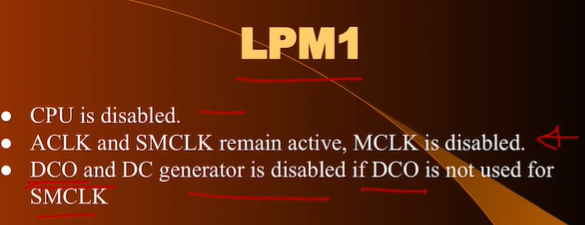 LPM1
● CPU is disabled.
● ACLK and SMCLK remain active, MCLK is disabled.
● DCO and DC generator is disabled if DCO is not used for
SMCLK